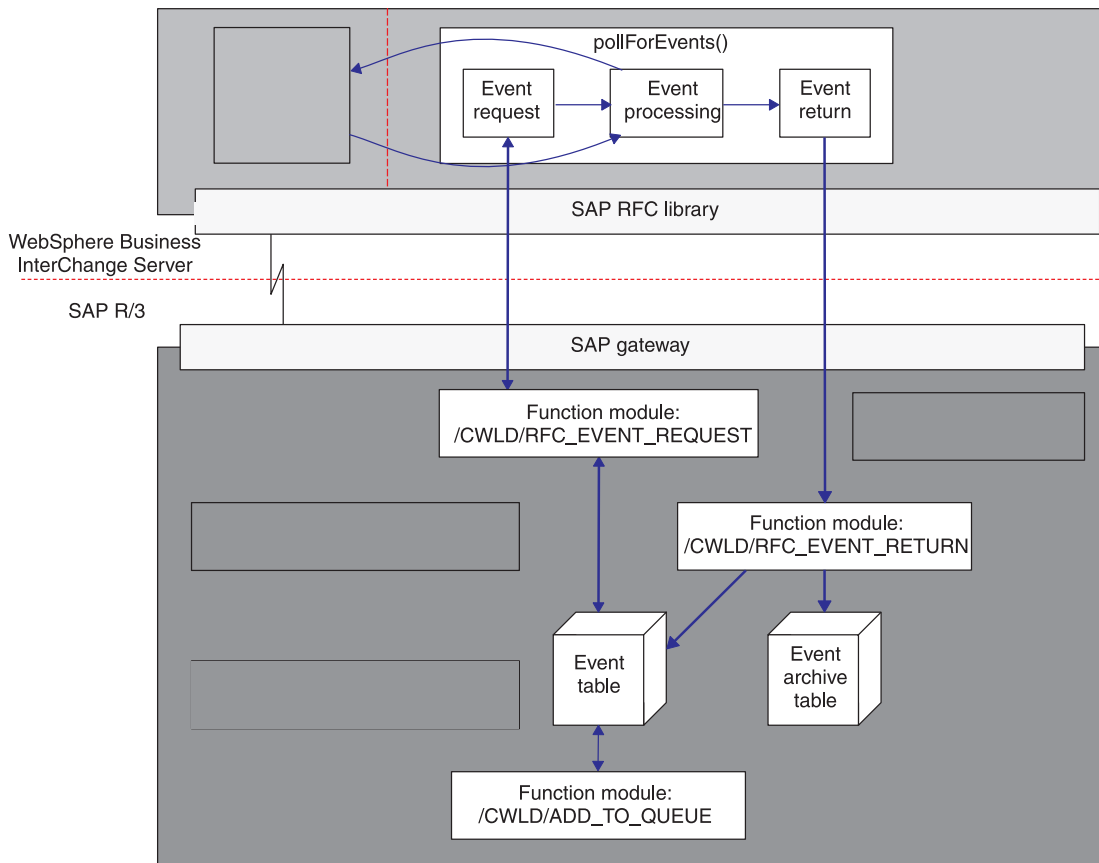 pollForEvents()
Event
request
Event
processing
Event
return
SAP RFC library
WebSphere Business
InterChange Server
SAP R/3
SAP gateway
Function module:
/CWLD/RFC_EVENT_REQUEST
Function module:
/CWLD/RFC_EVENT_RETURN
Event
table
Event
archive
table
Function module:
/CWLD/ADD_TO_QUEUE